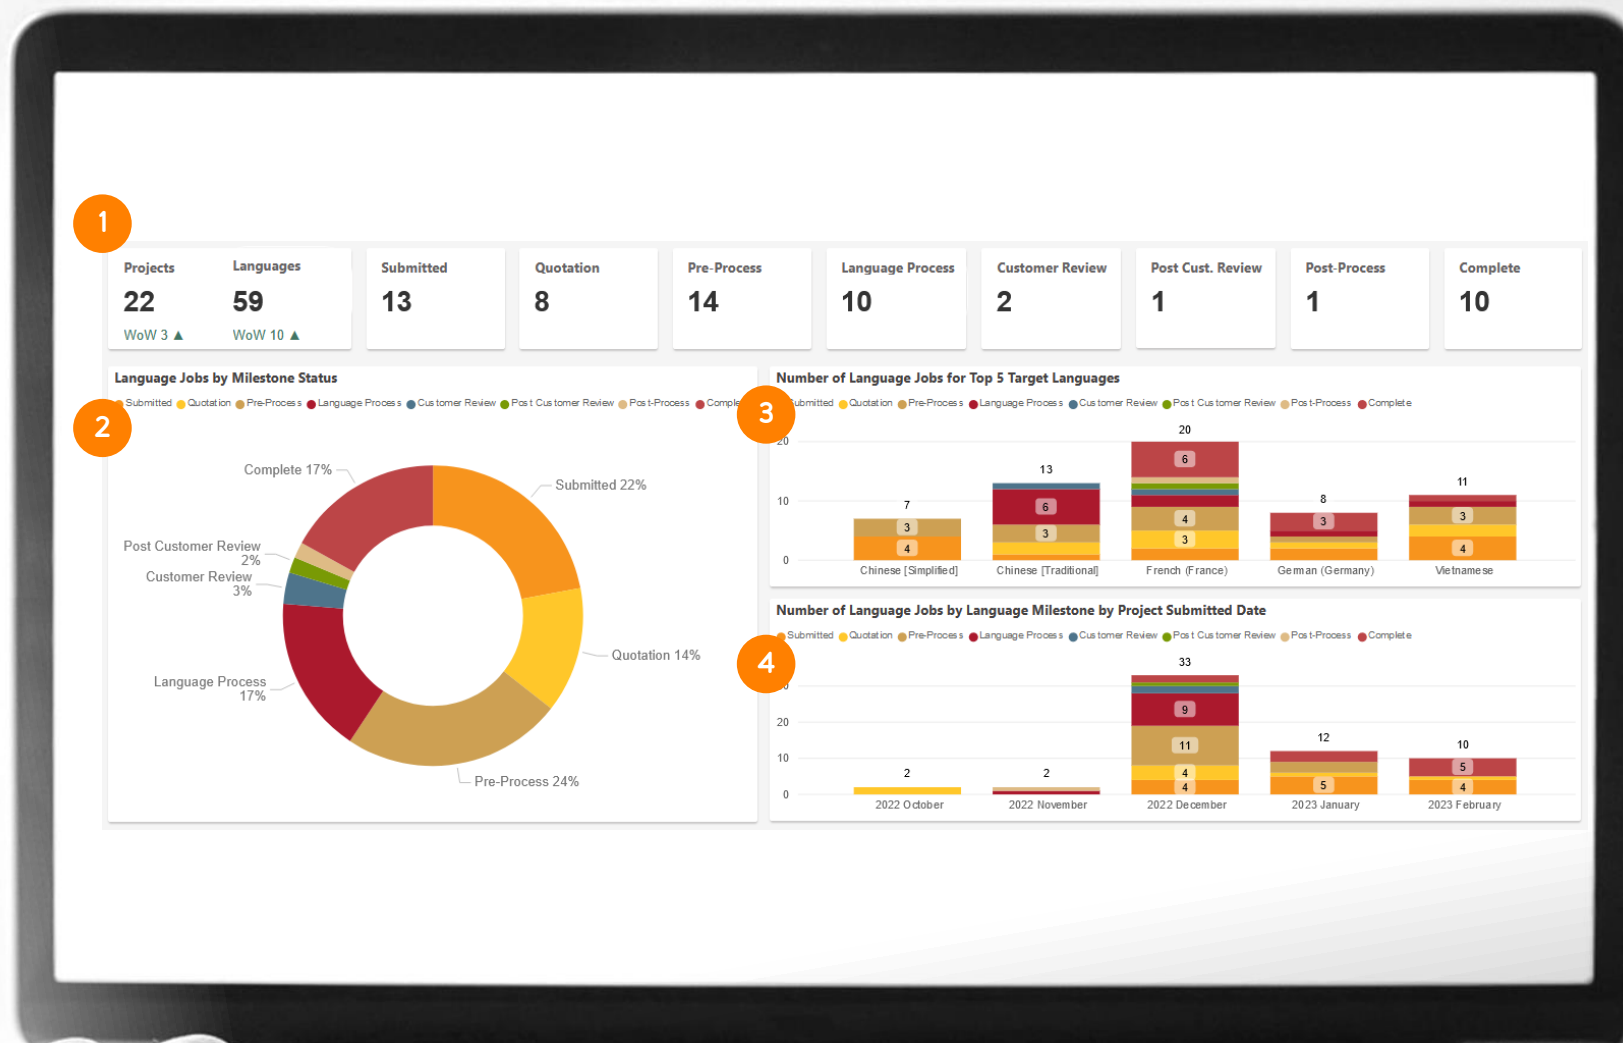 1
Projects
22
WoW 3 ▲
Languages
59
WoW 10 ▲
Submitted
13
Quotation
8
Pre-Process
14
Language Process
10
Customer Review
2
Post Cust. Review
1
Post-Process
1
Complete
10
2
Language Jobs by Milestone Status
Submitted Quotation Pre-Process Language Process Customer Review Post Customer Review Post-Process Comple
Complete 17%
Submitted 22%
Post Customer Review
2%
Customer Review
3%
Quotation 14%
Language Process
17%
Pre-Process 24%
3
Number of Language Jobs for Top 5 Target Languages
Submitted Quotation Pre-Process Language Process Customer Review Post Customer Review Post-Process Complete
20
10
0
7
3
4
13
6
3
20
6
4
3
8
3
11
3
4
Chinese [Simplified]
Chinese [Traditional]
French (France)
German (Germany)
Vietnamese
4
Number of Language Jobs by Language Milestone by Project Submitted Date
Submitted Quotation Pre-Process Language Process Customer Review Post Customer Review Post-Process Complete
0
20
10
0
2
2
33
9
11
4
4
12
5
10
5
4
2022 October
2022 November
2022 December
2023 January
2023 February